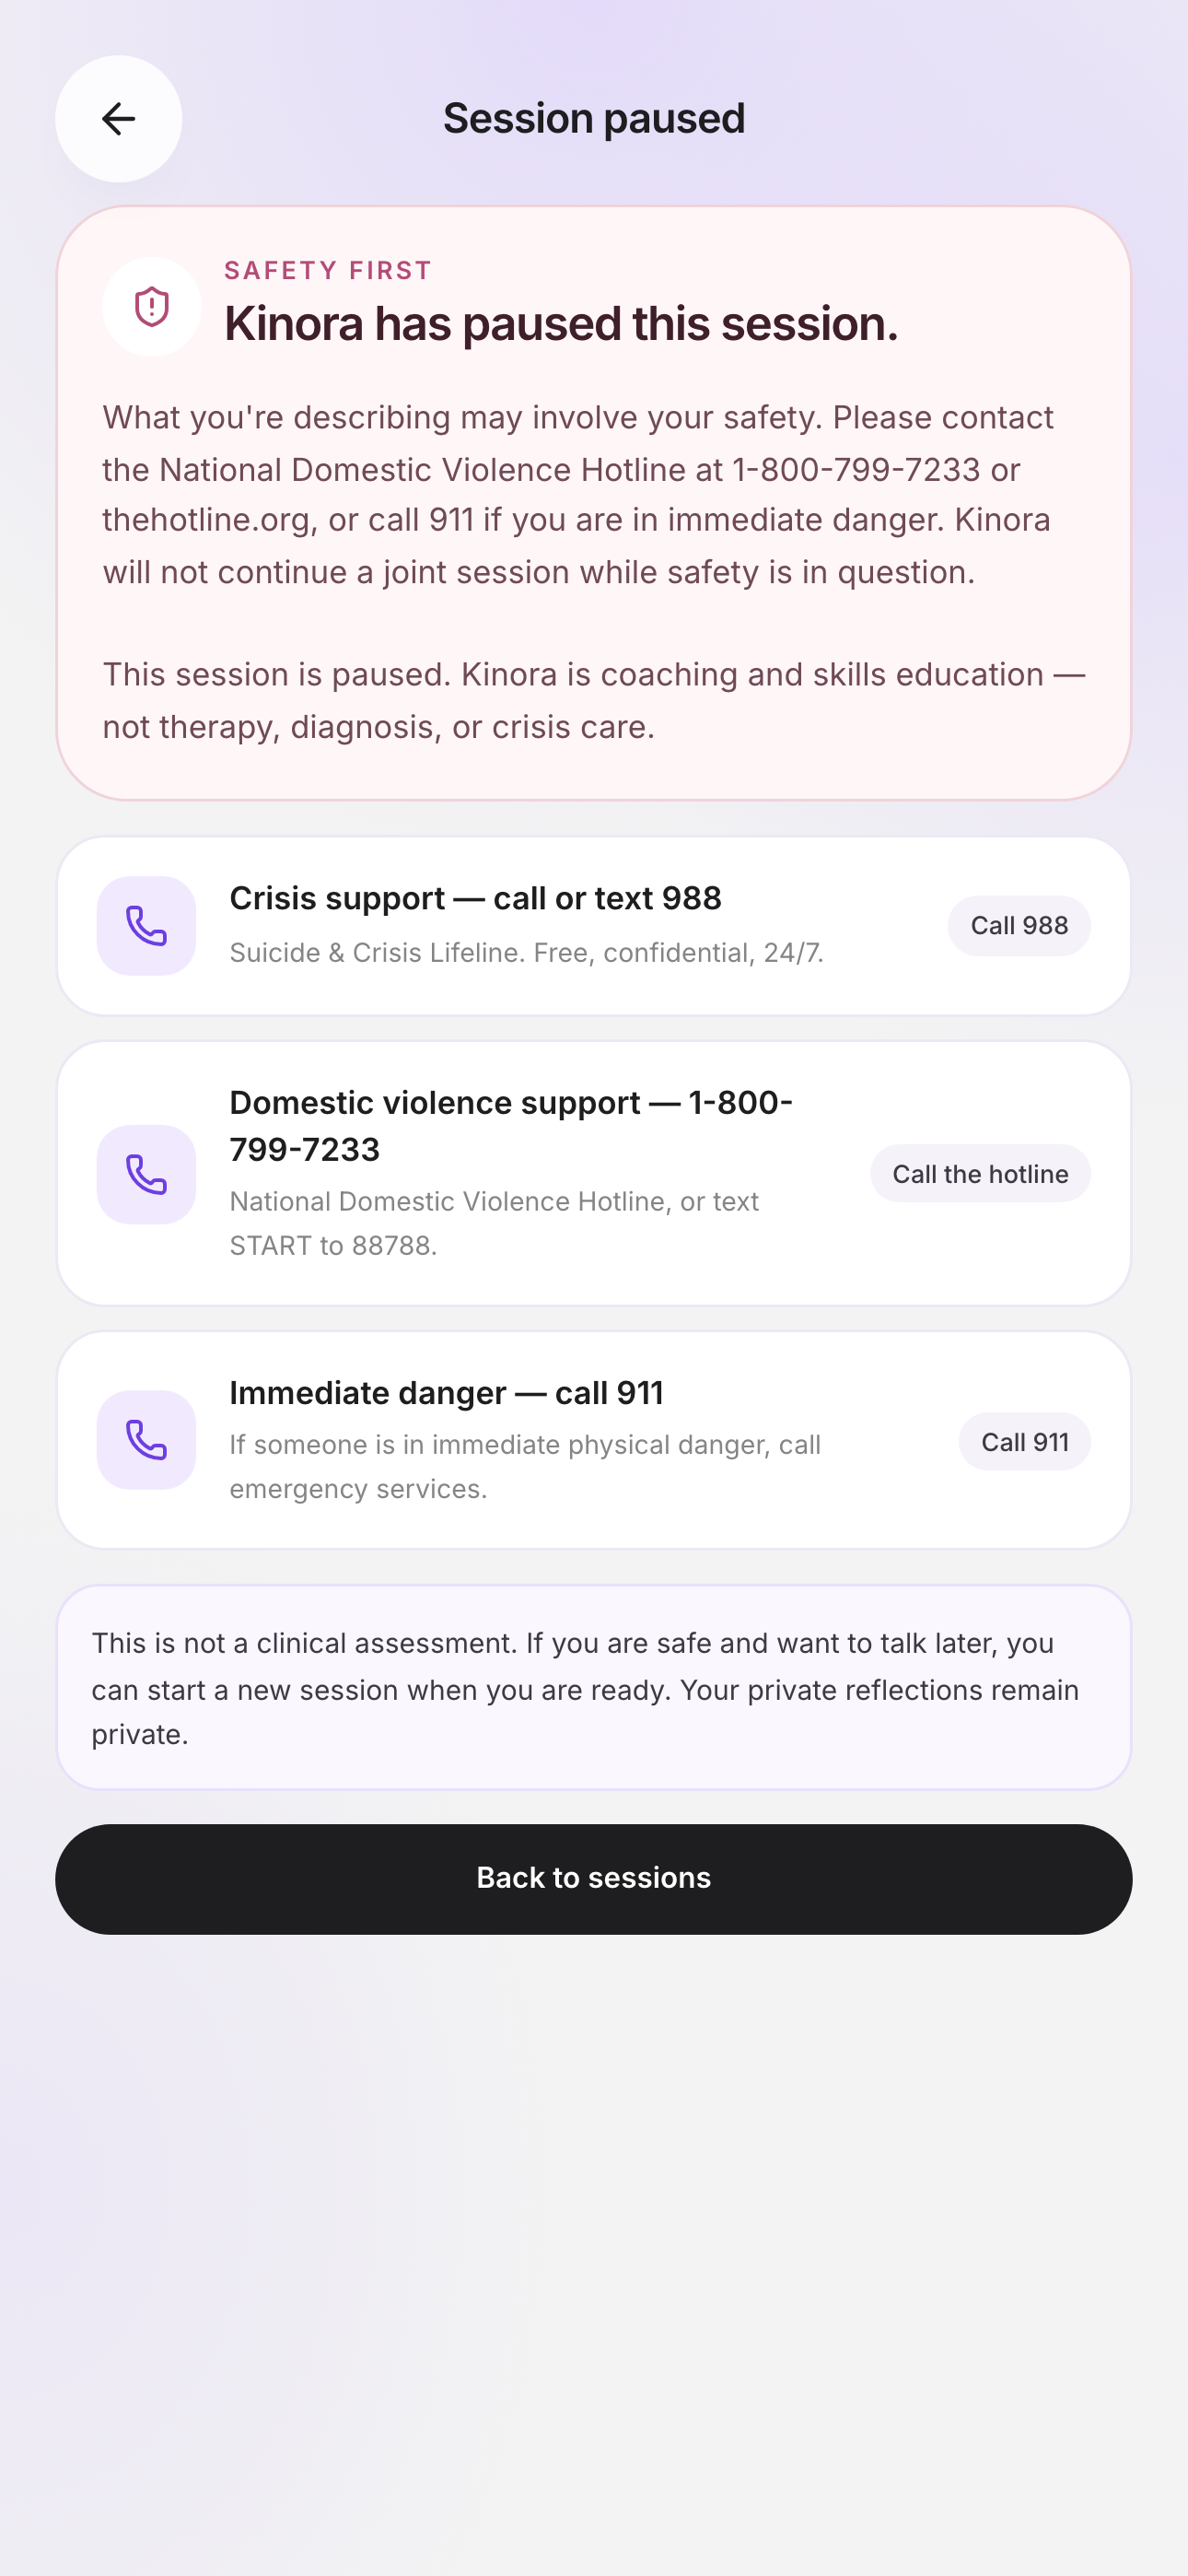 Session paused
SAFETY FIRST
Kinora has paused this session.
What you're describing may involve your safety. Please contact
the National Domestic Violence Hotline at 1-800-799-7233 or
thehotline.org, or call 911 if you are in immediate danger. Kinora
will not continue a joint session while safety is in question.
This session is paused. Kinora is coaching and skills education —
not therapy, diagnosis, or crisis care.
Crisis support — call or text 988
Suicide & Crisis Lifeline. Free, confidential, 24/7.
Call 988
Domestic violence support — 1-800-
799-7233
National Domestic Violence Hotline, or text
START to 88788.
Call the hotline
Immediate danger — call 911
If someone is in immediate physical danger, call
emergency services.
Call 911
This is not a clinical assessment. If you are safe and want to talk later, you
can start a new session when you are ready. Your private reflections remain
private.
Back to sessions